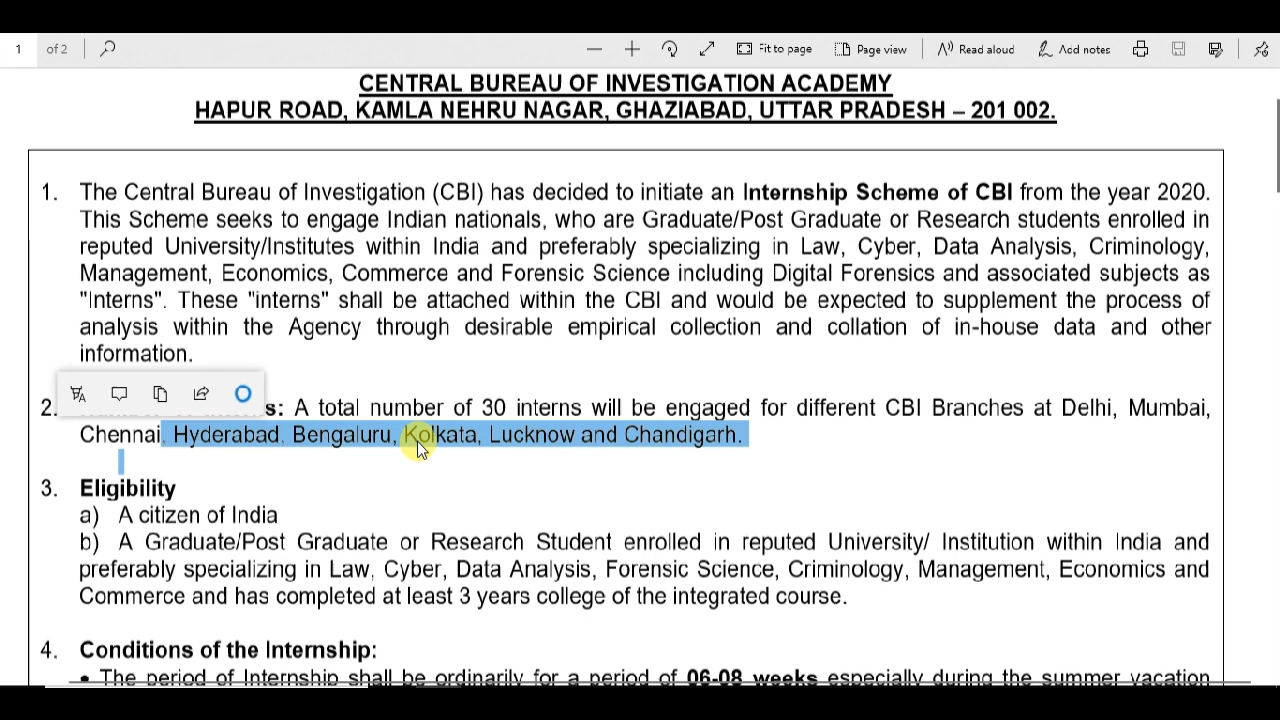 1 of 2 Fit to page Page view Read aloud Add notes
CENTRAL BUREAU OF INVESTIGATION ACADEMY
HAPUR ROAD, KAMLA NEHRU NAGAR, GHAZIABAD, UTTAR PRADESH – 201 002.
1. The Central Bureau of Investigation (CBI) has decided to initiate an Internship Scheme of CBI from the year 2020.
This Scheme seeks to engage Indian nationals, who are Graduate/Post Graduate or Research students enrolled in
reputed University/Institutes within India and preferably specializing in Law, Cyber, Data Analysis, Criminology,
Management, Economics, Commerce and Forensic Science including Digital Forensics and associated subjects as
"Interns". These "interns" shall be attached within the CBI and would be expected to supplement the process of
analysis within the Agency through desirable empirical collection and collation of in-house data and other
information.
2. s: A total number of 30 interns will be engaged for different CBI Branches at Delhi, Mumbai,
Chennai, Hyderabad, Bengaluru, Kolkata, Lucknow and Chandigarh.
3. Eligibility
a) A citizen of India
b) A Graduate/Post Graduate or Research Student enrolled in reputed University/ Institution within India and
preferably specializing in Law, Cyber, Data Analysis, Forensic Science, Criminology, Management, Economics and
Commerce and has completed at least 3 years college of the integrated course.
4. Conditions of the Internship:
• The period of Internship shall be ordinarily for a period of 06-08 weeks especially during the summer vacation